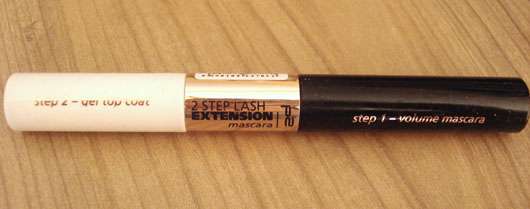 step 2 – gel top coat
2 STEP LASH
EXTENSION
mascara
P2
step 1 – volume mascara